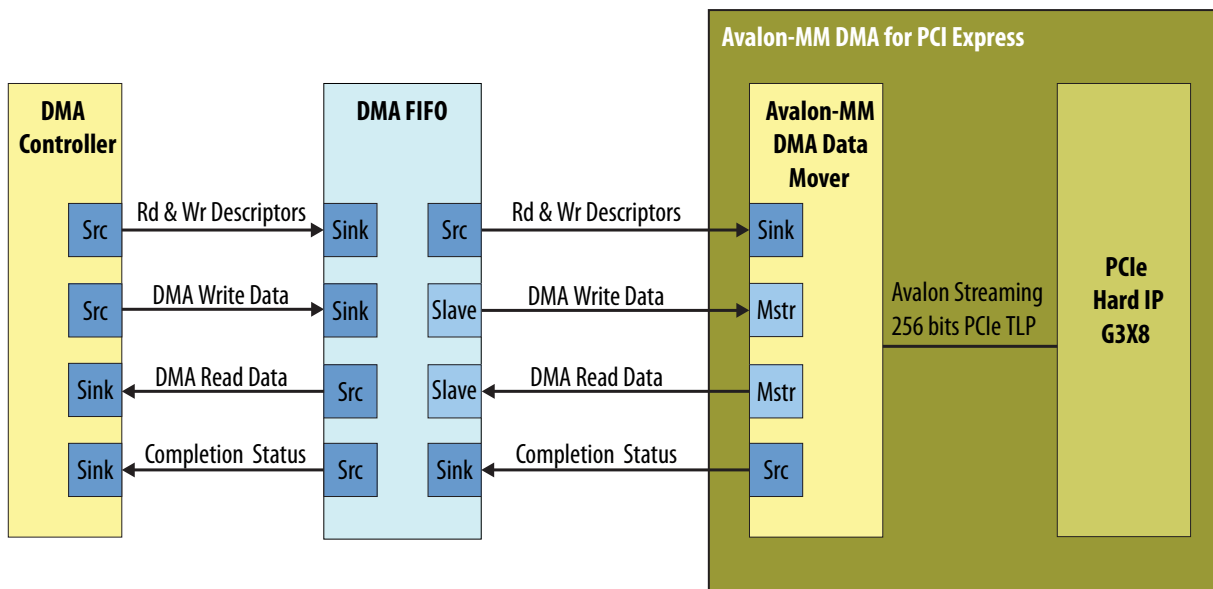 Avalon-MM DMA for PCI Express
DMA
Controller
DMA FIFO
Avalon-MM
DMA Data
Mover
Src
Rd & Wr Descriptors
Sink
Src
Rd & Wr Descriptors
Sink
Src
DMA Write Data
Sink
Slave
DMA Write Data
Mstr
Sink
DMA Read Data
Src
Slave
DMA Read Data
Mstr
Sink
Completion Status
Src
Sink
Completion Status
Src
Avalon Streaming
256 bits PCIe TLP
PCIe
Hard IP
G3X8